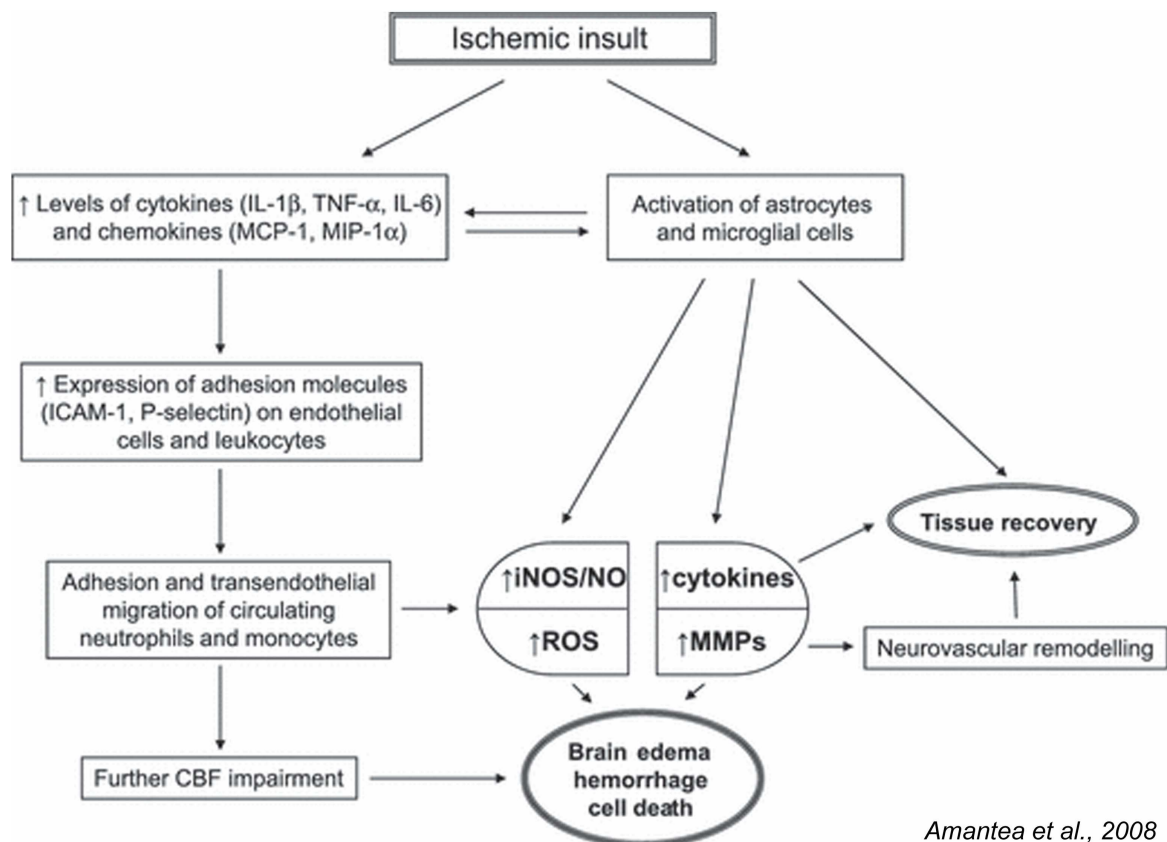 Ischemic insult
↑ Levels of cytokines (IL-1β, TNF-α, IL-6)
and chemokines (MCP-1, MIP-1α)
Activation of astrocytes
and microglial cells
↑ Expression of adhesion molecules
(ICAM-1, P-selectin) on endothelial
cells and leukocytes
Adhesion and transendothelial
migration of circulating
neutrophils and monocytes
↑iNOS/NO
↑ROS
↑cytokines
↑MMPs
Tissue recovery
Neurovascular remodelling
Further CBF impairment
Brain edema
hemorrhage
cell death
Amantea et al., 2008